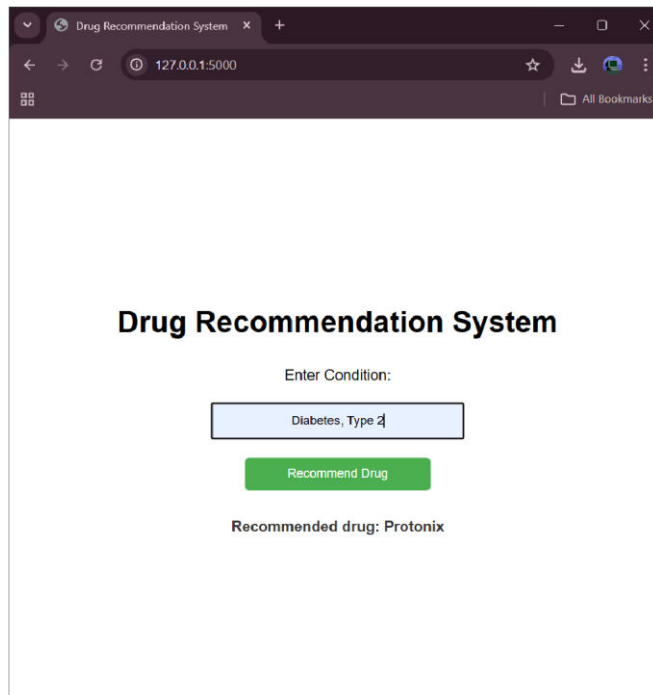 Drug Recommendation System
127.0.0.1:5000
All Bookmarks
Drug Recommendation System
Enter Condition:
Diabetes, Type 2
Recommend Drug
Recommended drug: Protonix